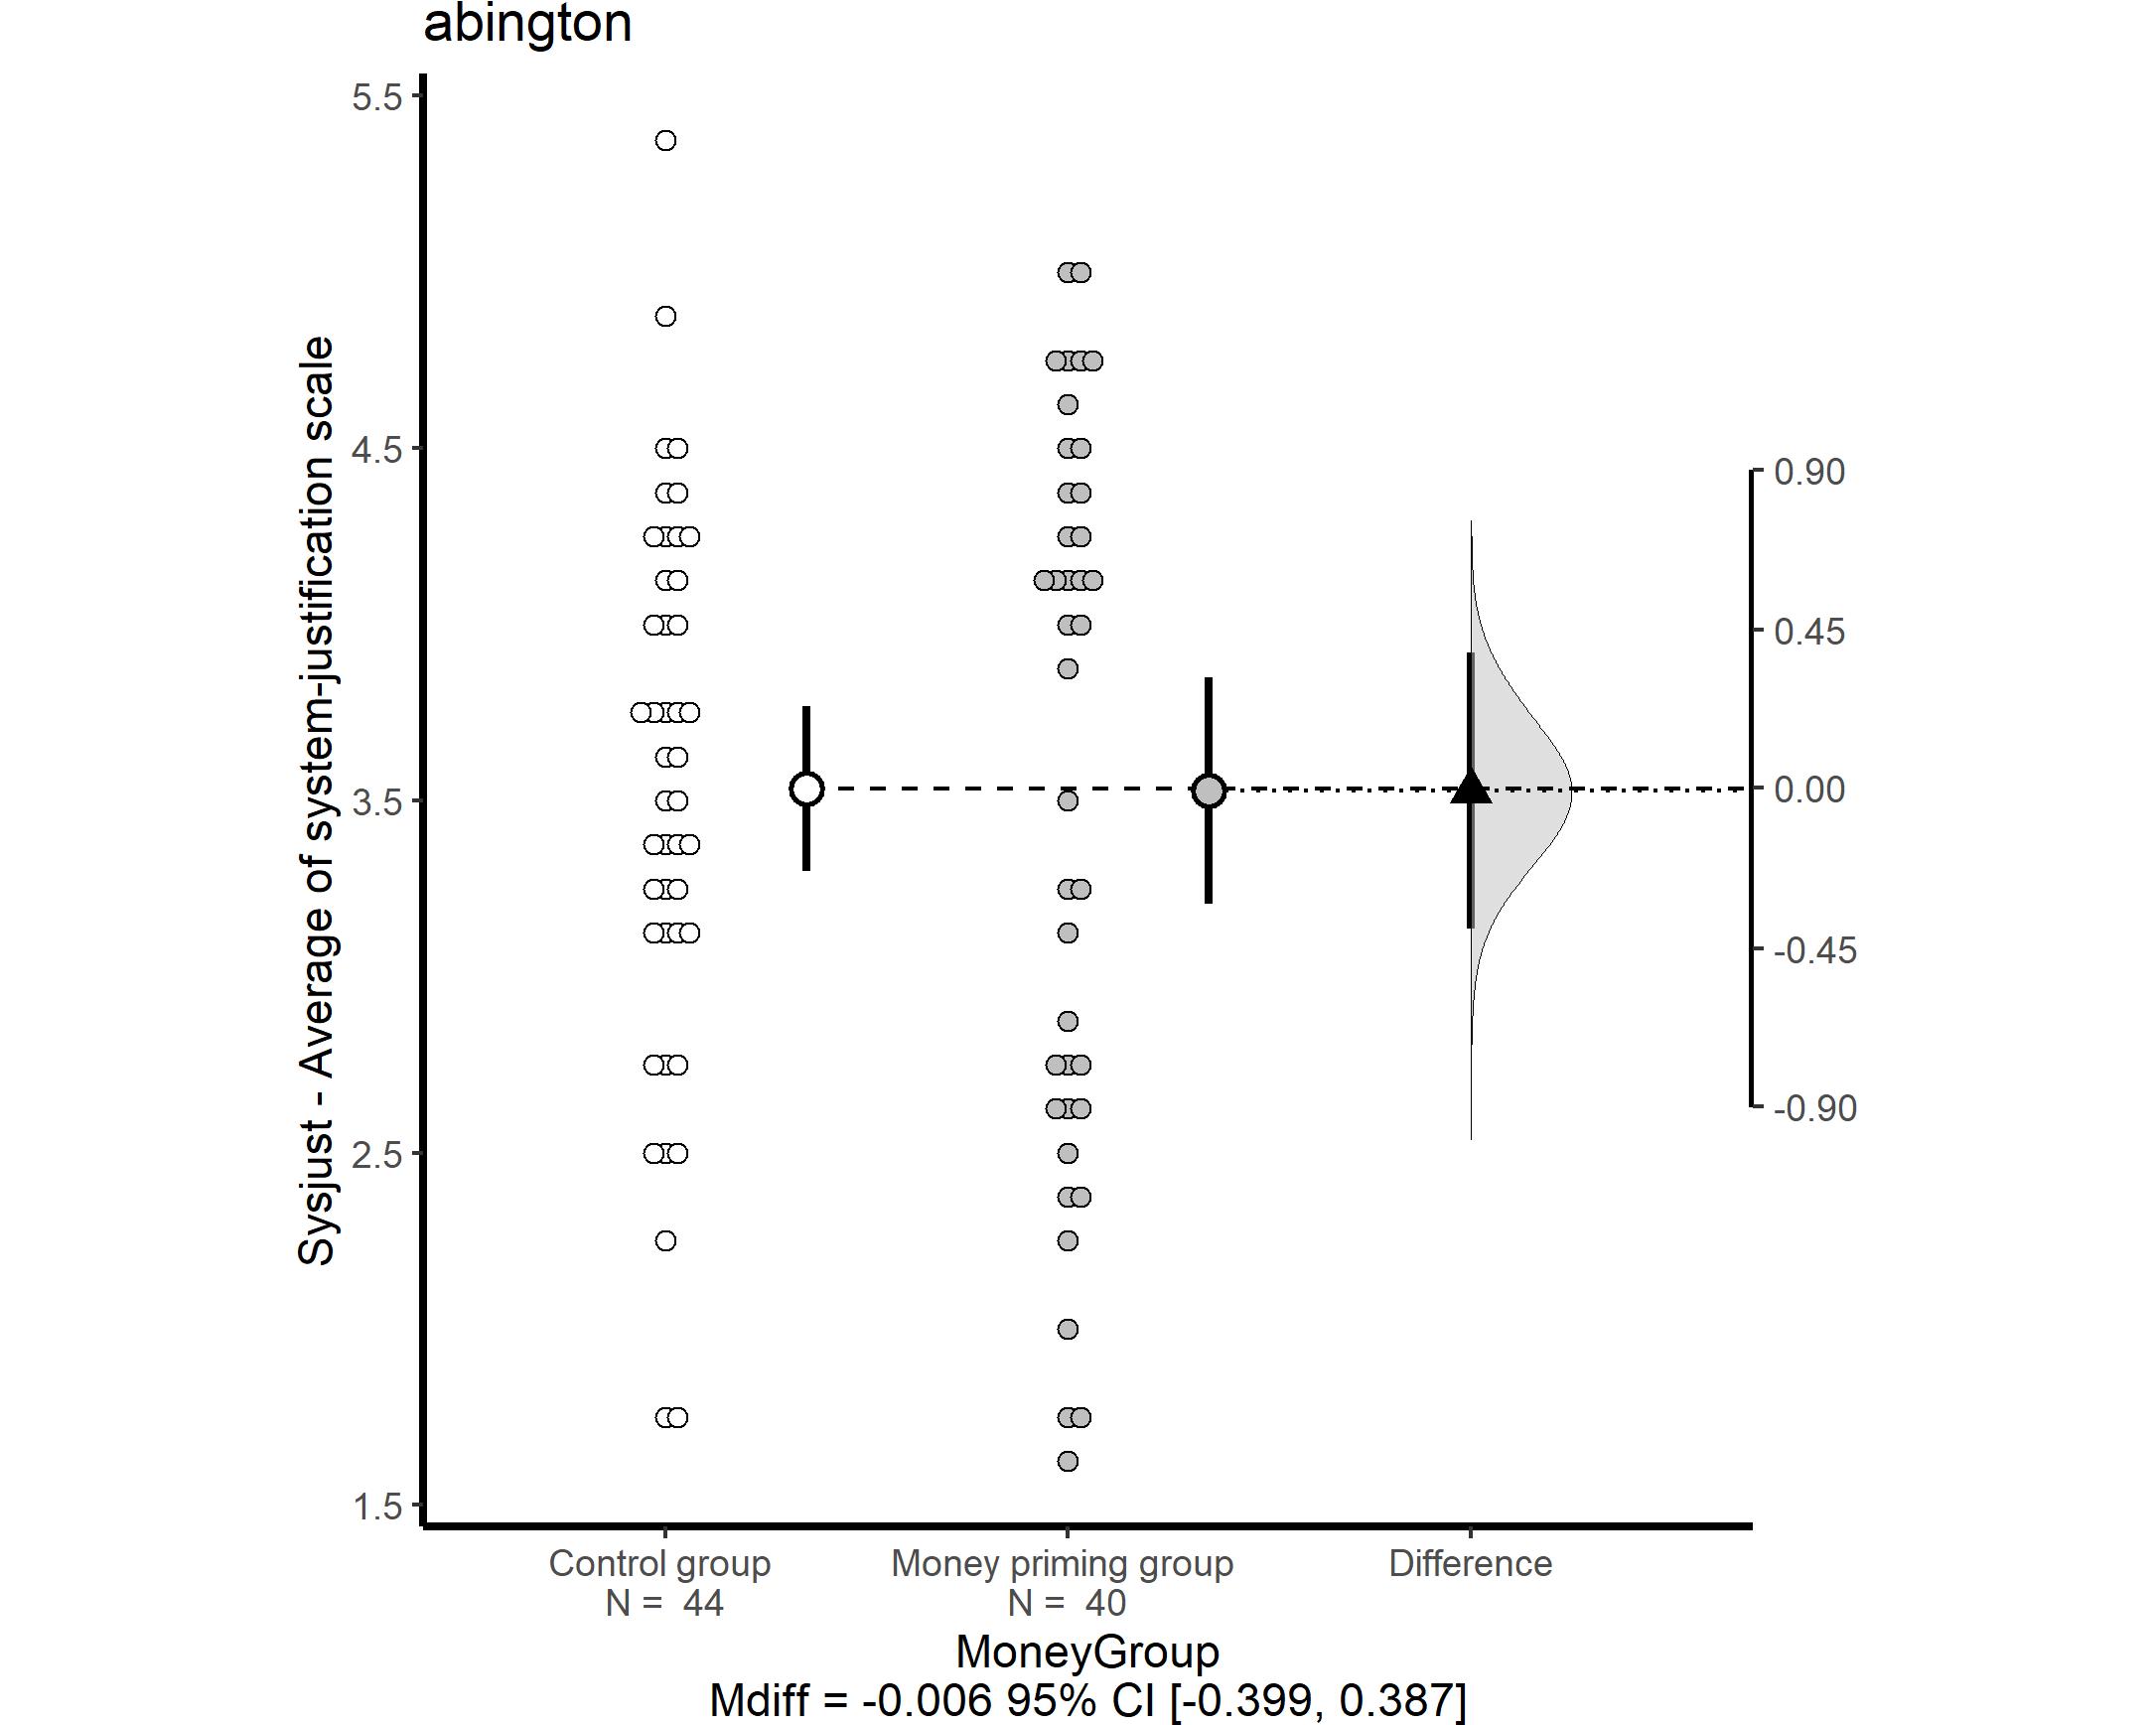 abington
Sysjust - Average of system-justification scale
5.5
4.5
3.5
2.5
1.5
0.90
0.45
0.00
-0.45
-0.90
Control group
N =  44
Money priming group
N =  40
Difference
MoneyGroup
Mdiff = -0.006 95% CI [-0.399, 0.387]